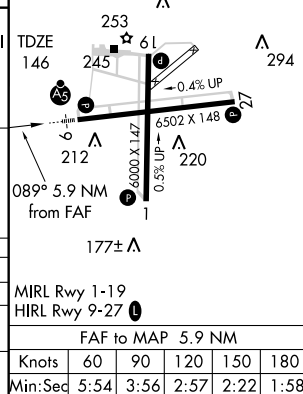 253
TDZE
146
245
19
P
294
A5
P
0.4% UP
27
9
6502 X 148
P
212
6000 X 147
0.5% UP
220
089° 5.9 NM
from FAF
P
1
177±
MIRL Rwy 1-19
HIRL Rwy 9-27 L
FAF to MAP 5.9 NM
Knots 60 90 120 150 180
Min:Sec 5:54 3:56 2:57 2:22 1:58